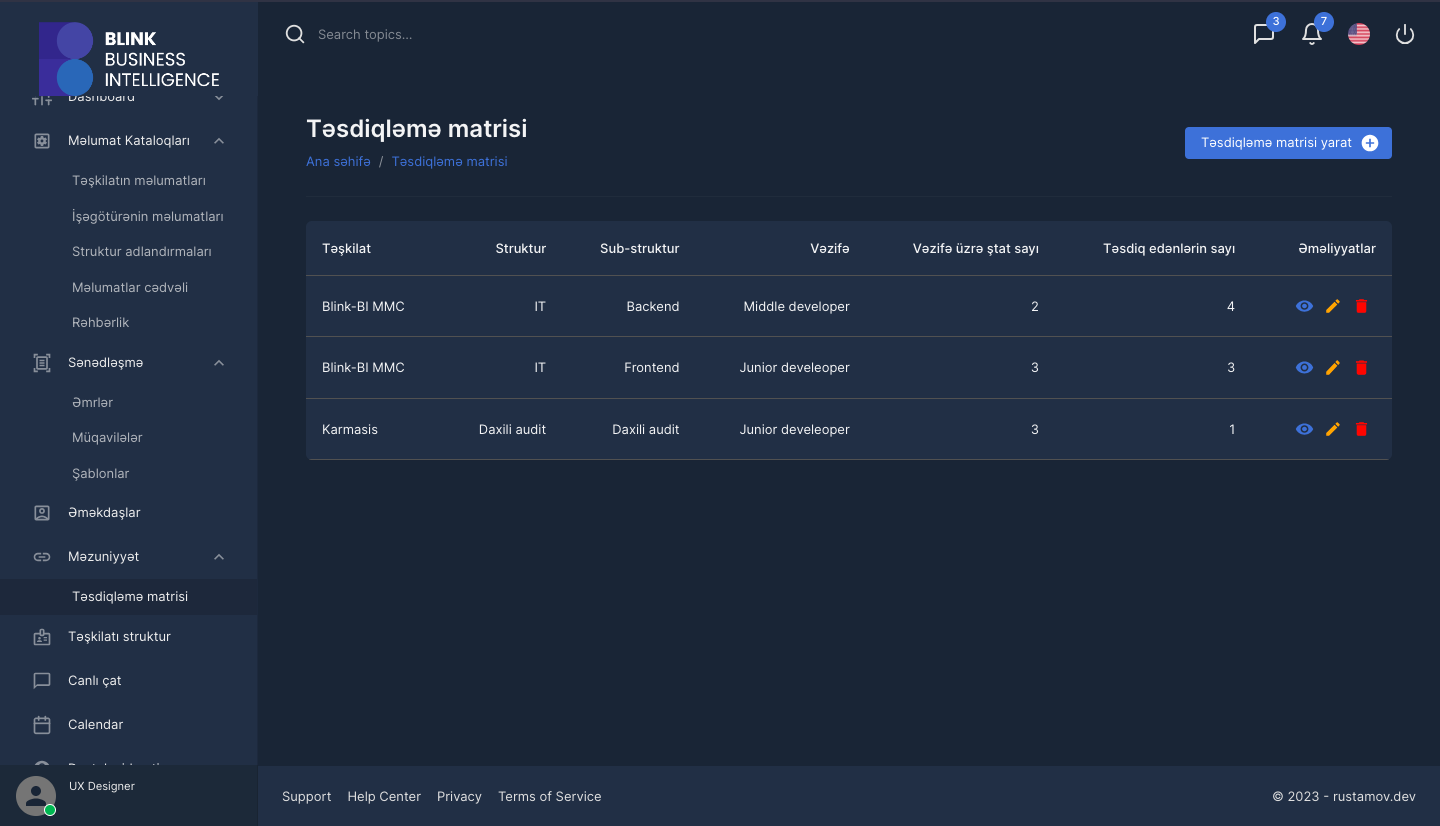 BLINK
BUSINESS
INTELLIGENCE
Dashboard
Məlumat Kataloqları
Təşkilatın məlumatları
İşəgötürənin məlumatları
Struktur adlandırmaları
Məlumatlar cədvəli
Rəhbərlik
Sənədləşmə
Əmrlər
Müqavilələr
Şablonlar
Əməkdaşlar
Məzuniyyət
Təsdiqləmə matrisi
Təşkilatı struktur
Canlı çat
Calendar
UX Designer
Search topics...
3
7
Təsdiqləmə matrisi
Ana səhifə / Təsdiqləmə matrisi
Təsdiqləmə matrisi yarat
Təşkilat Struktur Sub-struktur Vəzifə Vəzifə üzrə ştat sayı Təsdiq edənlərin sayı Əməliyyatlar
Blink-BI MMC IT Backend Middle developer 2 4
Blink-BI MMC IT Frontend Junior develeoper 3 3
Karmasis Daxili audit Daxili audit Junior develeoper 3 1
Support Help Center Privacy Terms of Service
© 2023 - rustamov.dev